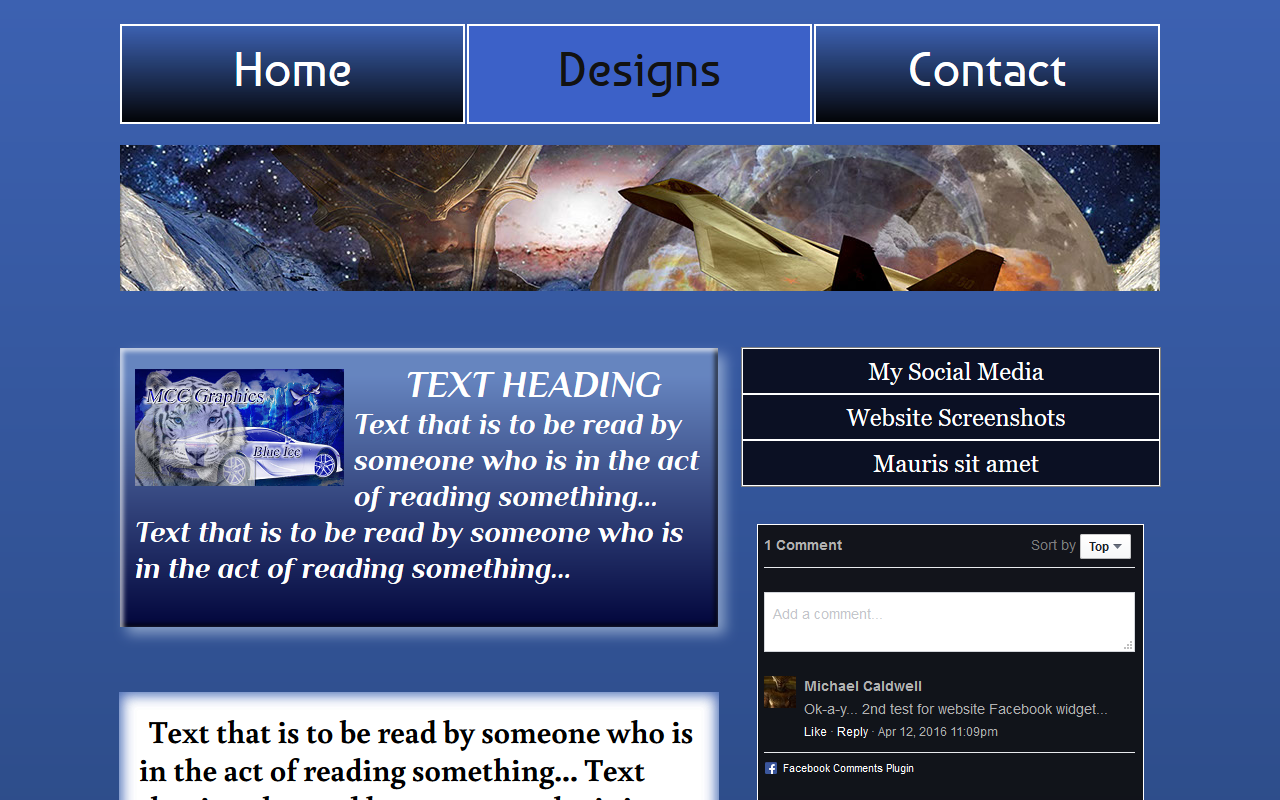 Home
Designs
Contact
MCC Graphics
Blue Ice
TEXT HEADING
Text that is to be read by
someone who is in the act
of reading something...
Text that is to be read by someone who is
in the act of reading something...
My Social Media
Website Screenshots
Mauris sit amet
1 Comment
Sort by Top
Add a comment...
Michael Caldwell
Ok-a-y... 2nd test for website Facebook widget...
Like · Reply · Apr 12, 2016 11:09pm
Facebook Comments Plugin
Text that is to be read by someone who is
in the act of reading something... Text